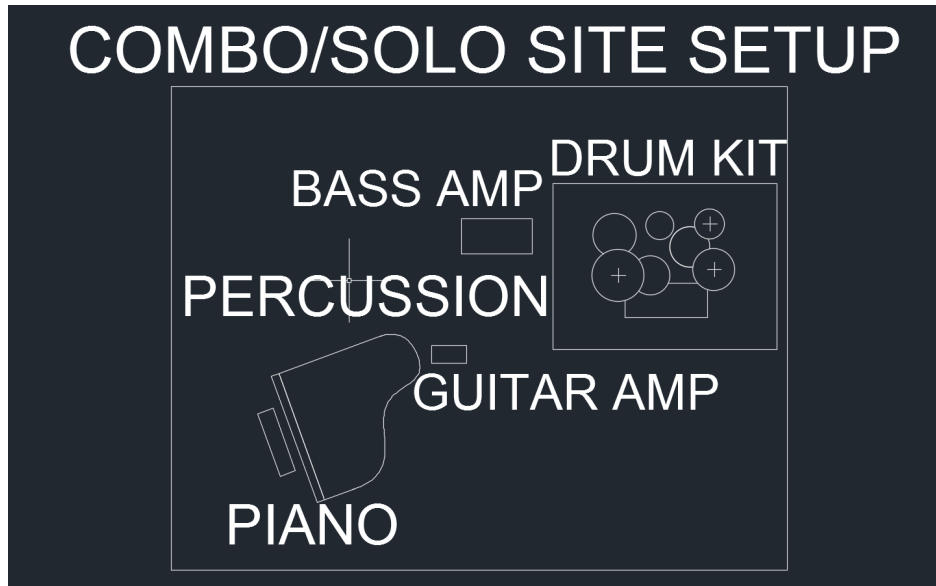 COMBO/SOLO SITE SETUP
DRUM KIT
BASS AMP
PERCUSSION
GUITAR AMP
PIANO